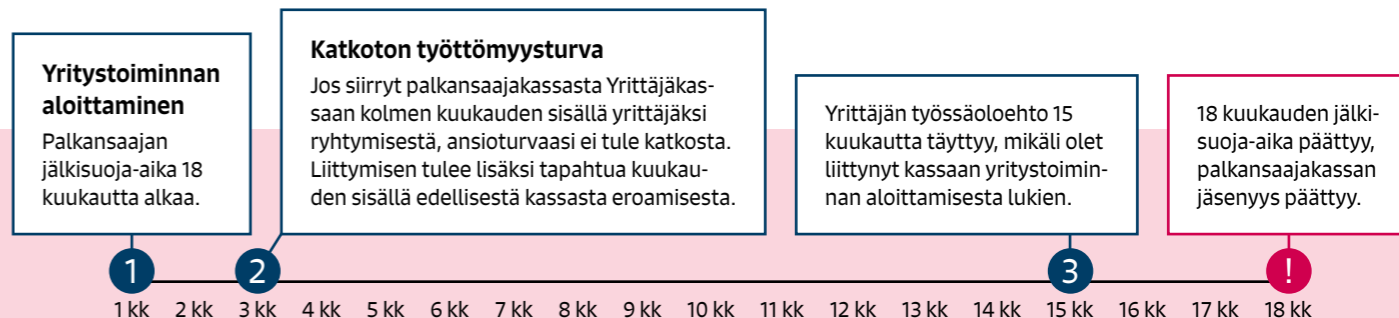 Yritystoiminnan
aloittaminen
Palkansaajan
jälkisuoja-aika 18
kuukautta alkaa.
Katkoton työttömyysturva
Jos siirryt palkansaajakassasta Yrittäjäkas-
saan kolmen kuukauden sisällä yrittäjäksi
ryhtymisestä, ansioturvaasi ei tule katkosta.
Liittymisen tulee lisäksi tapahtua kuukau-
den sisällä edellisestä kassasta eroamisesta.
Yrittäjän työssäoloehto 15
kuukautta täyttyy, mikäli olet
liittynyt kassaan yritystoimin-
nan aloittamisesta lukien.
18 kuukauden jälki-
suoja-aika päättyy,
palkansaajakassan
jäsenyys päättyy.
1 2 3 !
1 kk 2 kk 3 kk 4 kk 5 kk 6 kk 7 kk 8 kk 9 kk 10 kk 11 kk 12 kk 13 kk 14 kk 15 kk 16 kk 17 kk 18 kk